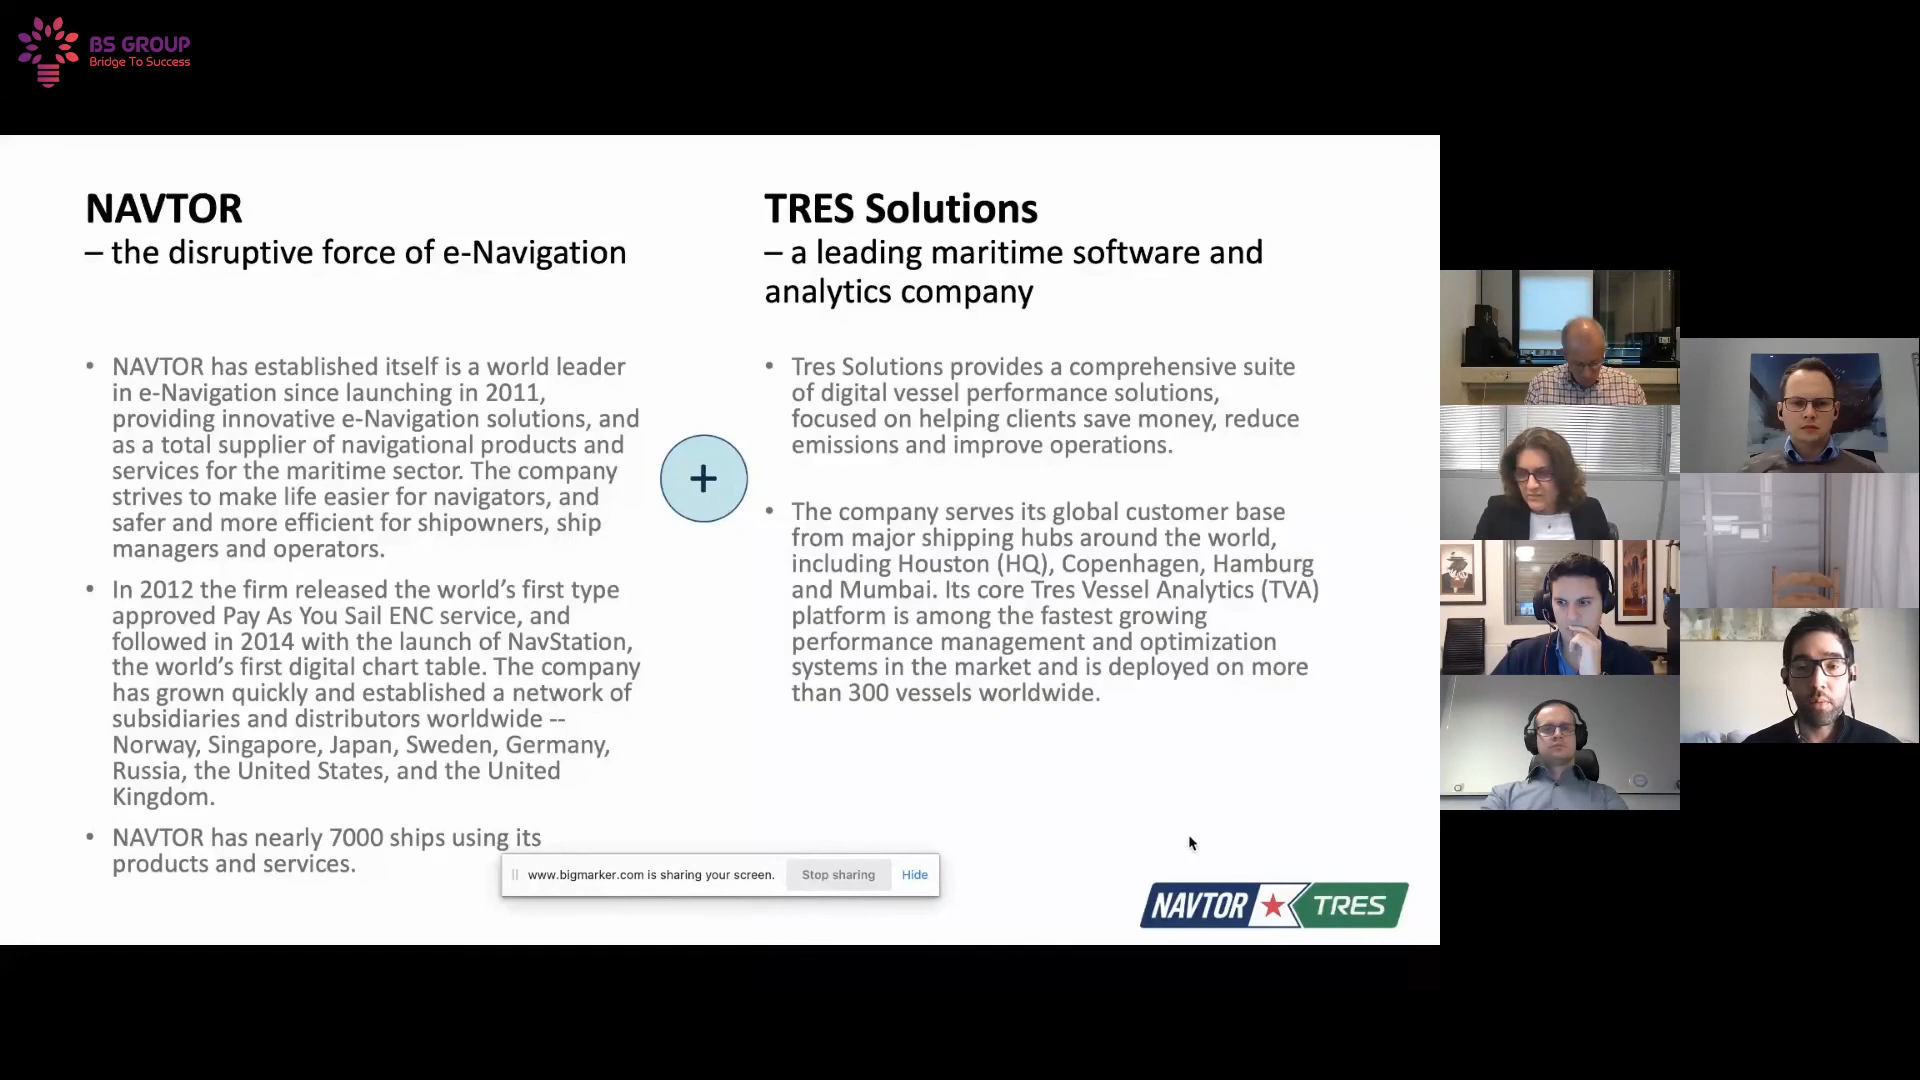 BS GROUP
Bridge To Success
NAVTOR
– the disruptive force of e-Navigation
• NAVTOR has established itself is a world leader
in e-Navigation since launching in 2011,
providing innovative e-Navigation solutions, and
as a total supplier of navigational products and
services for the maritime sector. The company
strives to make life easier for navigators, and
safer and more efficient for shipowners, ship
managers and operators.
• In 2012 the firm released the world’s first type
approved Pay As You Sail ENC service, and
followed in 2014 with the launch of NavStation,
the world’s first digital chart table. The company
has grown quickly and established a network of
subsidiaries and distributors worldwide --
Norway, Singapore, Japan, Sweden, Germany,
Russia, the United States, and the United
Kingdom.
• NAVTOR has nearly 7000 ships using its
products and services.
+
TRES Solutions
– a leading maritime software and
analytics company
• Tres Solutions provides a comprehensive suite
of digital vessel performance solutions,
focused on helping clients save money, reduce
emissions and improve operations.
• The company serves its global customer base
from major shipping hubs around the world,
including Houston (HQ), Copenhagen, Hamburg
and Mumbai. Its core Tres Vessel Analytics (TVA)
platform is among the fastest growing
performance management and optimization
systems in the market and is deployed on more
than 300 vessels worldwide.
www.bigmarker.com is sharing your screen. Stop sharing Hide
NAVTOR TRES